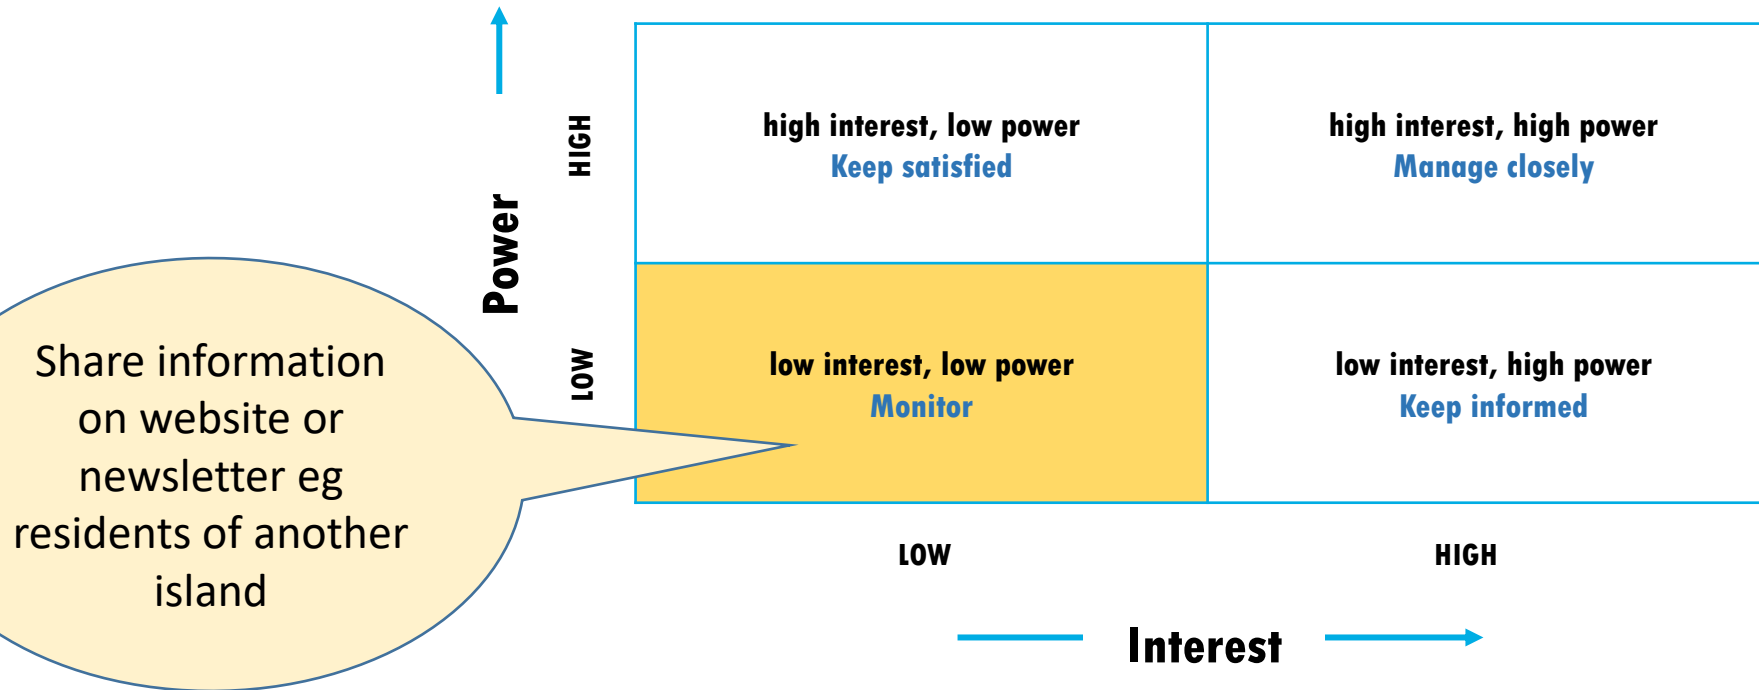 Power
HIGH
LOW
high interest, low power
Keep satisfied
high interest, high power
Manage closely
low interest, low power
Monitor
low interest, high power
Keep informed
LOW
HIGH
Interest
Share information
on website or
newsletter eg
residents of another
island